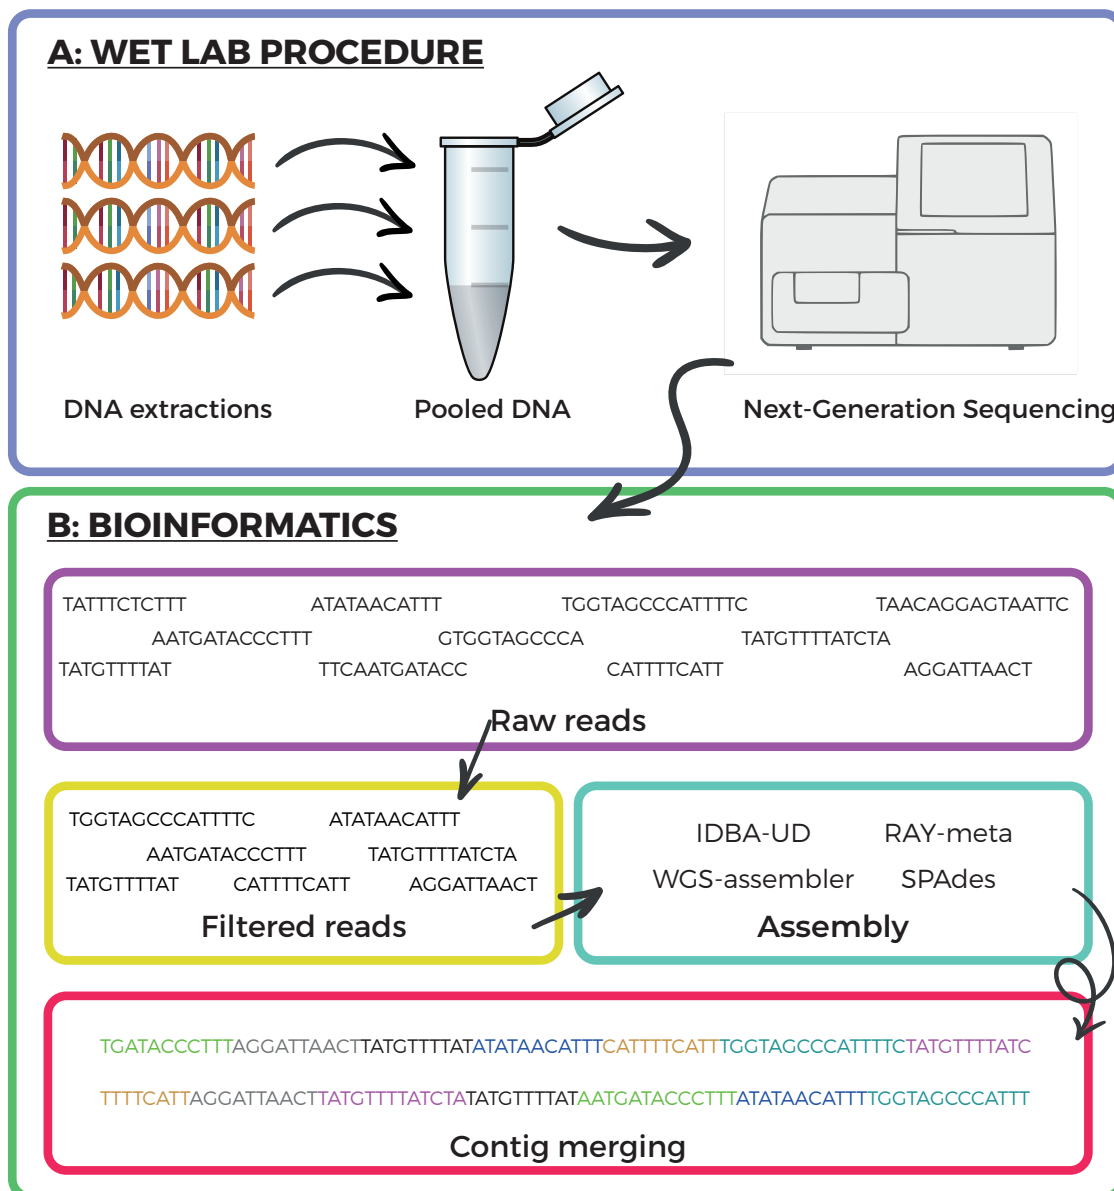 A: WET LAB PROCEDURE
DNA extractions Pooled DNA Next-Generation Sequencing
B: BIOINFORMATICS
TATTTCTCTTT ATATAACATTT TGGTAGCCCATTTTC TAACAGGAGTAATTC
AATGATACCCTTT GTGGTAGCCCA TATGTTTTATCTA
TATGTTTTAT TTCAATGATACC CATTTTCATT AGGATTAACT
Raw reads
TGGTAGCCCATTTTC ATATAACATTT
AATGATACCCTTT TATGTTTTATCTA
TATGTTTTAT CATTTTCATT AGGATTAACT
Filtered reads
IDBA-UD RAY-meta
WGS-assembler SPAdes
Assembly
TGATACCCTTTAGGATTAACTTATGTTTTATATATAACATTTCATTTTCATTTGGTAGCCCATTTTCTATGTTTTATC
TTTTCATTAGGATTAACTTATGTTTTATCTATATGTTTTATAATGATACCCTTTATATAACATTTTGGTAGCCCATTT
Contig merging